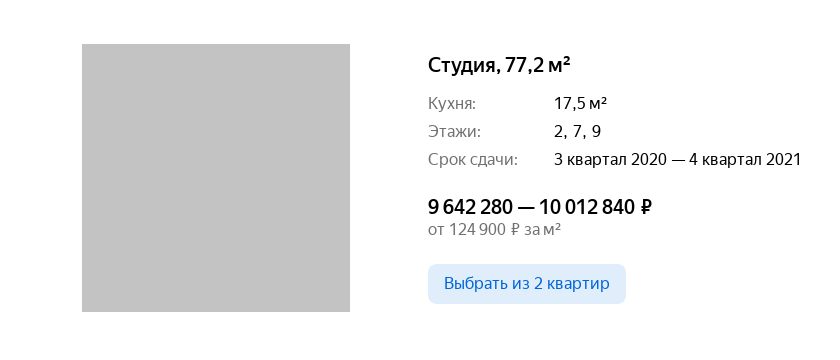 Студия, 77,2 м²
Кухня: 17,5 м²
Этажи: 2, 7, 9
Срок сдачи: 3 квартал 2020 — 4 квартал 2021
9 642 280 — 10 012 840 ₽
от 124 900 ₽ за м²
Выбрать из 2 квартир